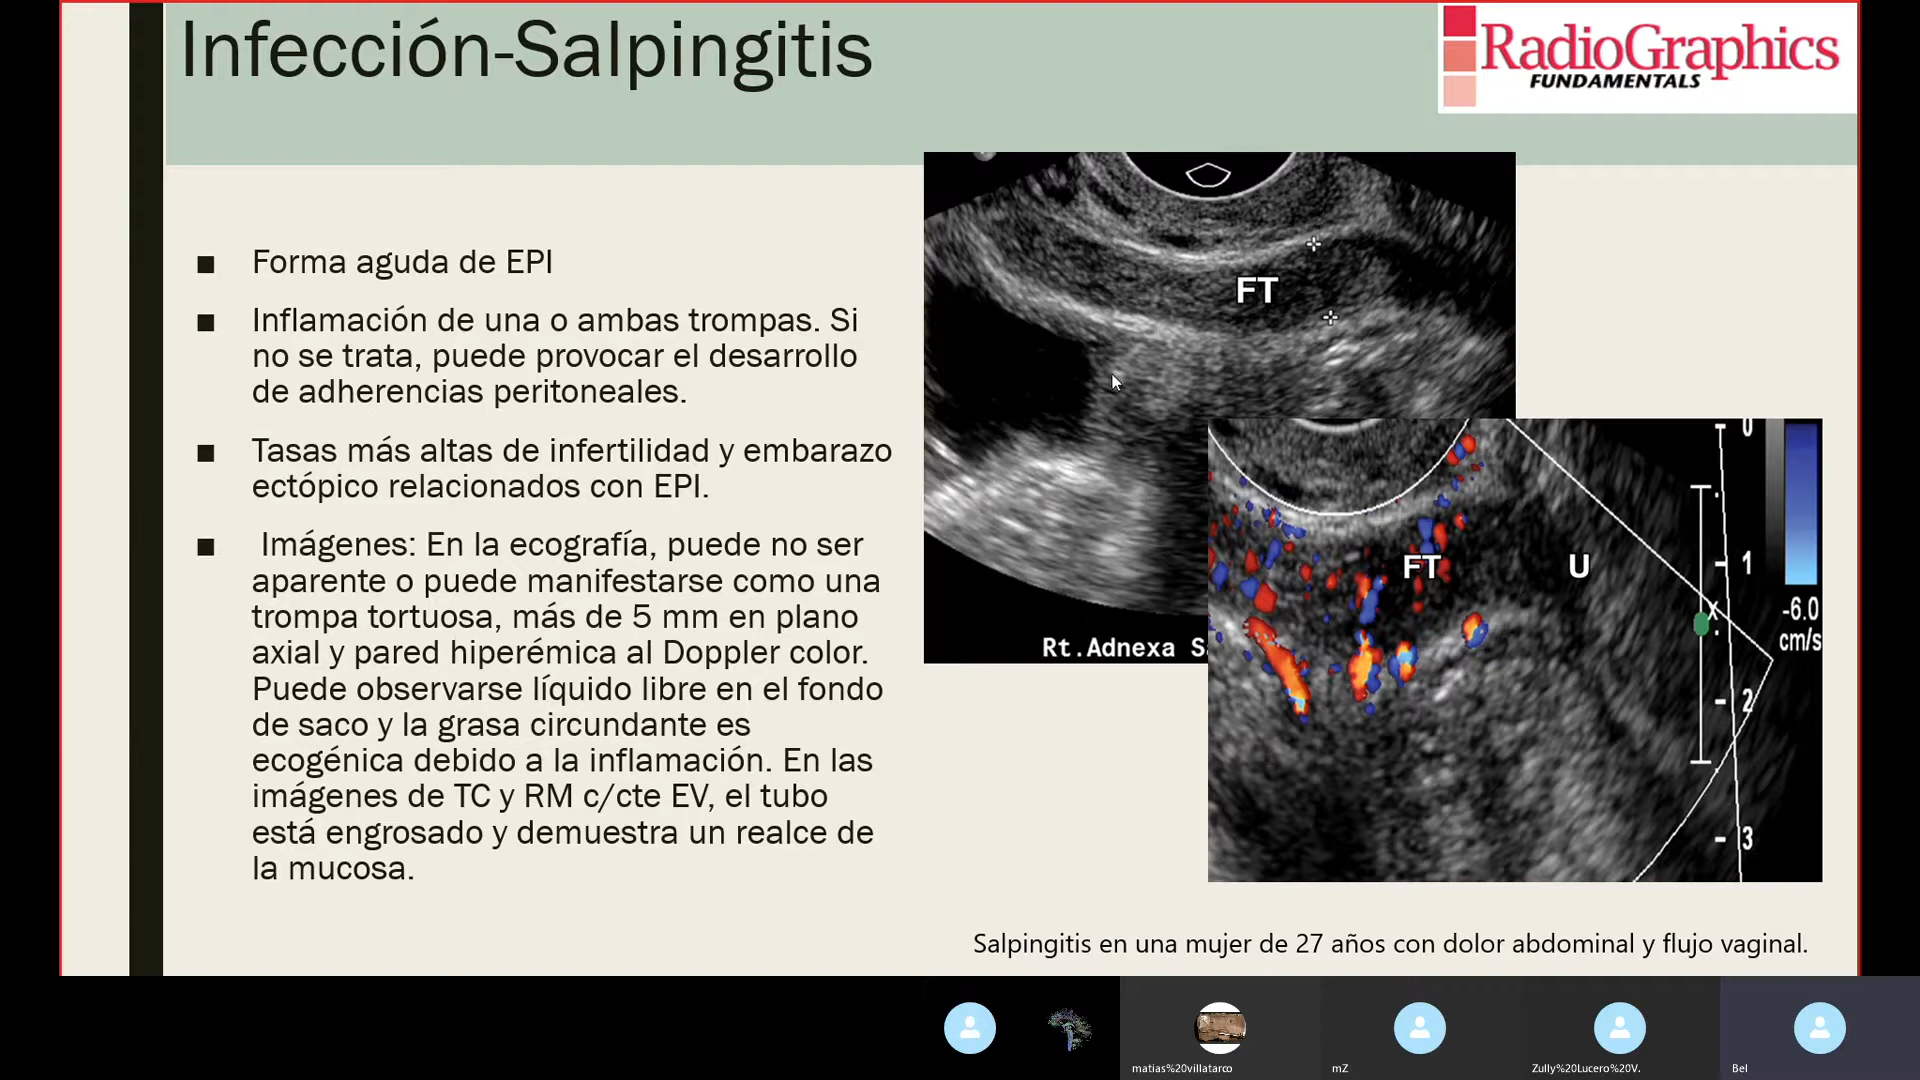 Infección-Salpingitis
RadioGraphics
FUNDAMENTALS
■ Forma aguda de EPI
■ Inflamación de una o ambas trompas. Si
no se trata, puede provocar el desarrollo
de adherencias peritoneales.
■ Tasas más altas de infertilidad y embarazo
ectópico relacionados con EPI.
■ Imágenes: En la ecografía, puede no ser
aparente o puede manifestarse como una
trompa tortuosa, más de 5 mm en plano
axial y pared hiperémica al Doppler color.
Puede observarse líquido libre en el fondo
de saco y la grasa circundante es
ecogénica debido a la inflamación. En las
imágenes de TC y RM c/cte EV, el tubo
está engrosado y demuestra un realce de
la mucosa.
FT
Rt.Adnexa S
FT
U
0
1
2
3
x
-6.0
cm/s
Salpingitis en una mujer de 27 años con dolor abdominal y flujo vaginal.
matias%20villatarco
mZ
Zully%20Lucero%20V.
Bel